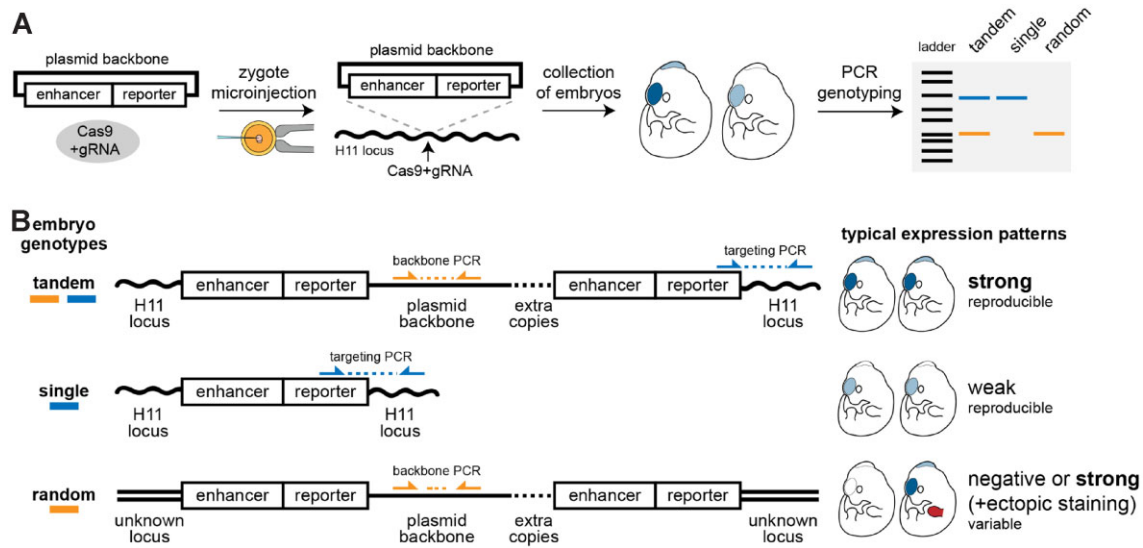 A
plasmid backbone
enhancer reporter
Cas9
+gRNA
zygote
microinjection
plasmid backbone
enhancer reporter
H11 locus
Cas9+gRNA
collection
of embryos
PCR
genotyping
ladder
tandem
single
random
B
embryo
genotypes
typical expression patterns
tandem
H11
locus
enhancer reporter
backbone PCR
plasmid
backbone
extra
copies
enhancer reporter
targeting PCR
H11
locus
strong
reproducible
single
H11
locus
enhancer reporter
targeting PCR
H11
locus
weak
reproducible
random
unknown
locus
enhancer reporter
backbone PCR
plasmid
backbone
extra
copies
enhancer reporter
unknown
locus
negative or strong
(+ectopic staining)
variable